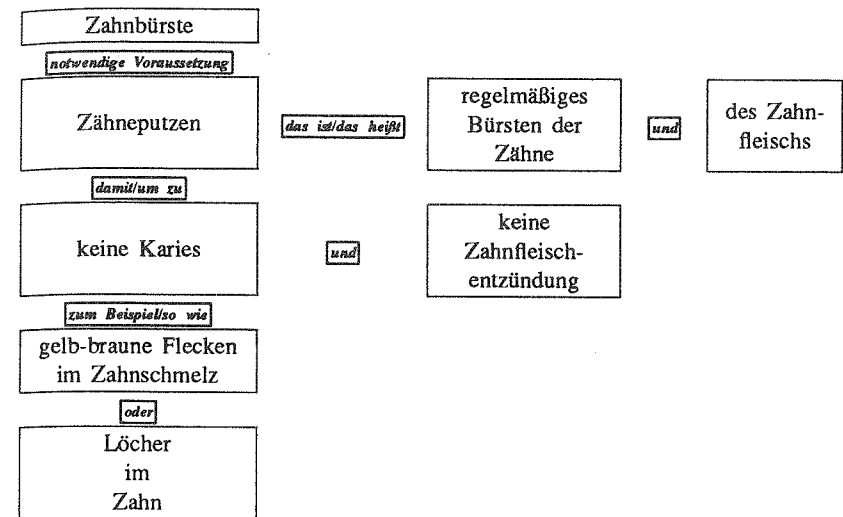 Zahnbürste
notwendige Voraussetzung
Zähneputzen
das ist/das heißt
regelmäßiges
Bürsten der
Zähne
und
des Zahn-
fleischs
damit/um zu
keine Karies
und
keine
Zahnfleisch-
entzündung
zum Beispiel/so wie
gelb-braune Flecken
im Zahnschmelz
oder
Löcher
im
Zahn